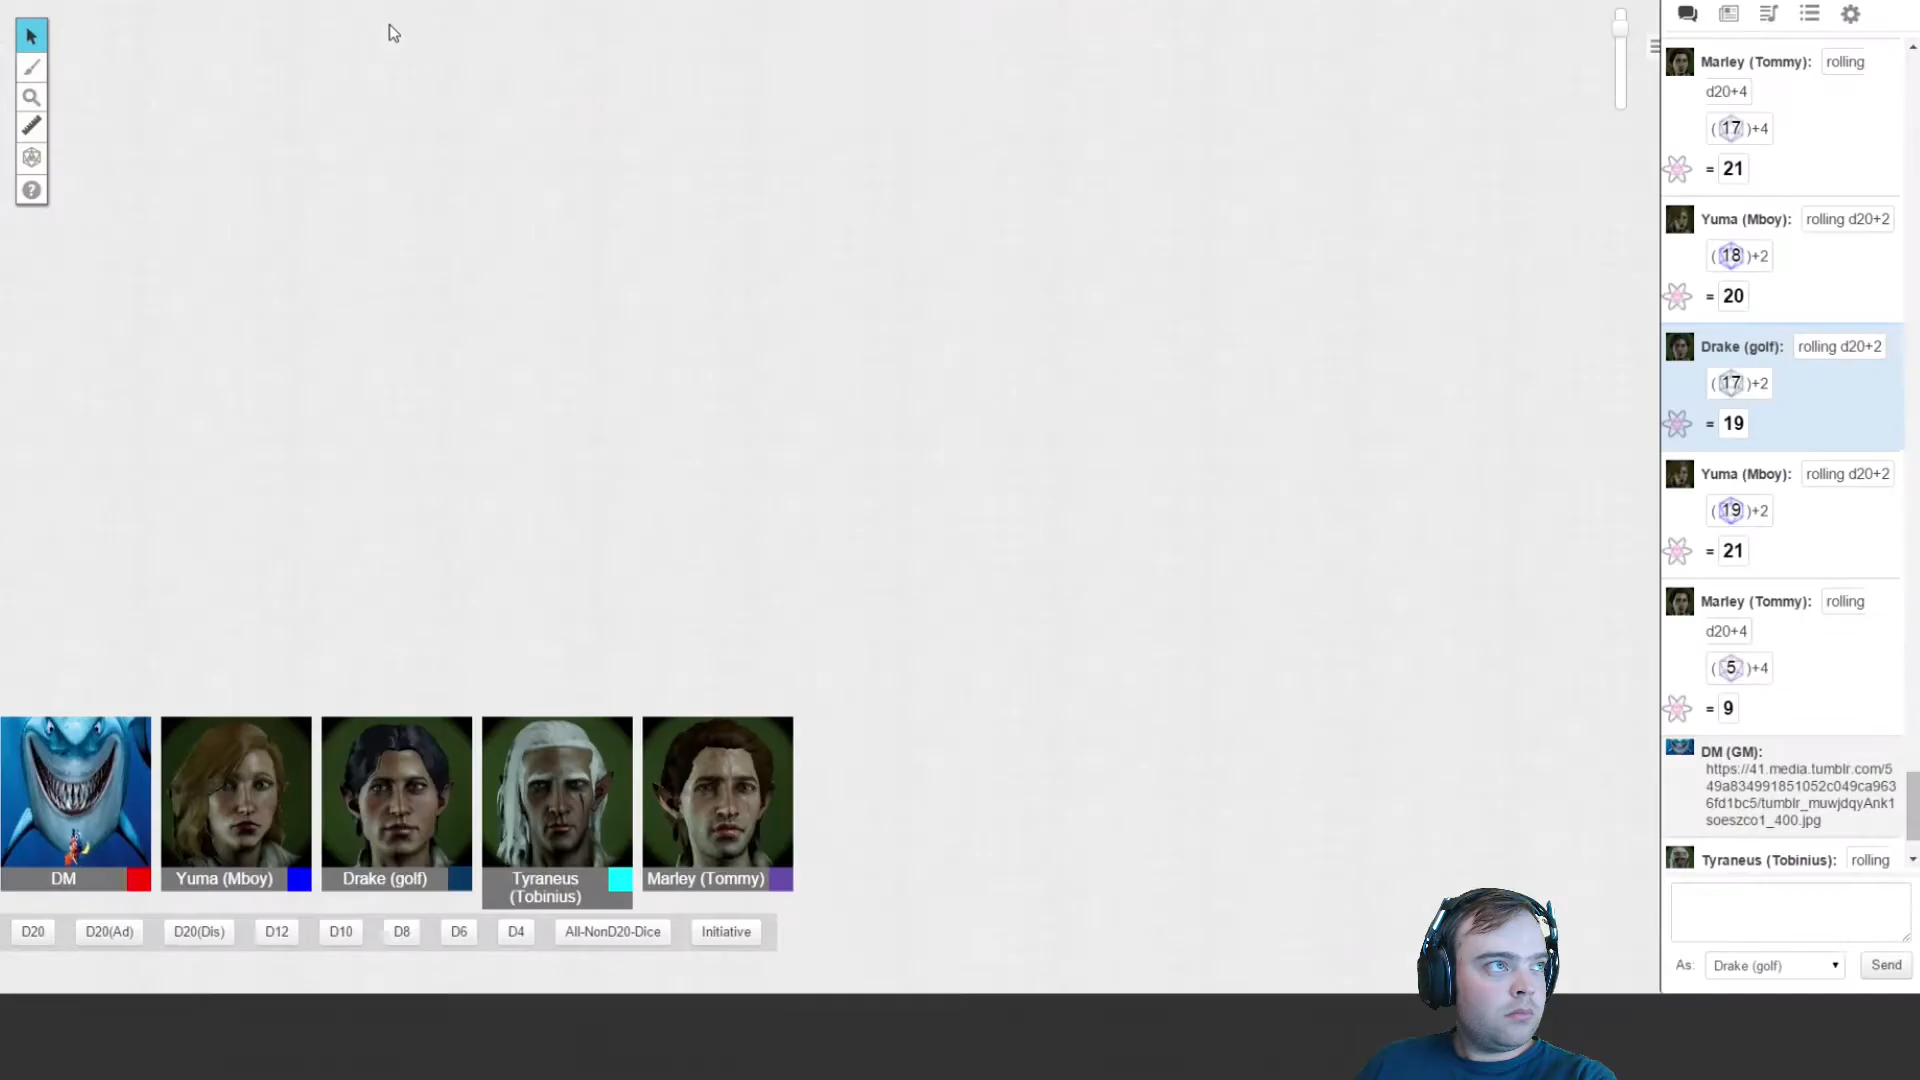 Marley (Tommy): rolling
d20+4
(17)+4
= 21
Yuma (Mboy): rolling d20+2
(18)+2
= 20
Drake (golf): rolling d20+2
(17)+2
= 19
Yuma (Mboy): rolling d20+2
(19)+2
= 21
Marley (Tommy): rolling
d20+4
(5)+4
= 9
DM (GM):
https://41.media.tumblr.com/5
49a834991851052c049ca963
6fd1bc5/tumblr_muwjdqyAnk1
soeszco1_400.jpg
Tyraneus (Tobinius): rolling
As: Drake (golf) Send
DM
Yuma (Mboy)
Drake (golf)
Tyraneus
(Tobinius)
Marley (Tommy)
D20 D20(Ad) D20(Dis) D12 D10 D8 D6 D4 All-NonD20-Dice Initiative